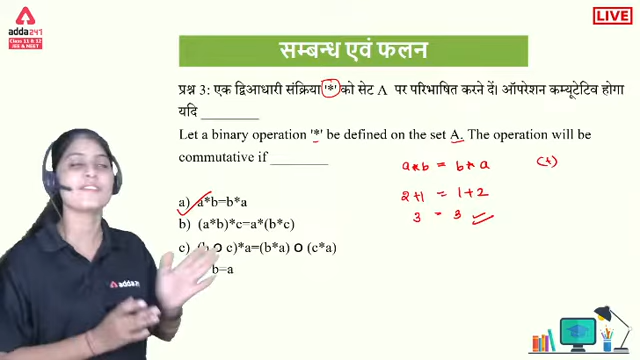 adda247
Class 11 & 12
JEE & NEET
LIVE
सम्बन्ध एवं फलन
प्रश्न 3: एक द्विआधारी संक्रिया '*' को सेट A पर परिभाषित करने दें। ऑपरेशन कम्यूटेटिव होगा
यदि ________
Let a binary operation '*' be defined on the set A. The operation will be
commutative if ________
a*b = b*a (+)
2+1 = 1+2
3 = 3
a) a*b=b*a
b) (a*b)*c=a*(b*c)
c) (b o c)*a=(b*a) o (c*a)
b=a
adda247